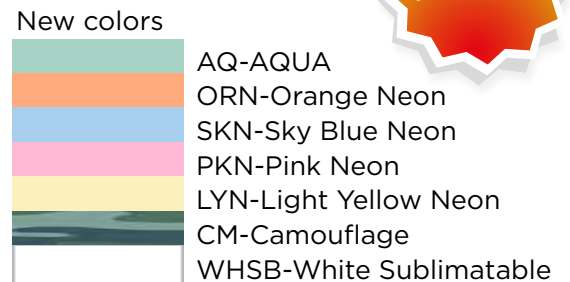 New colors
AQ-AQUA
ORN-Orange Neon
SKN-Sky Blue Neon
PKN-Pink Neon
LYN-Light Yellow Neon
CM-Camouflage
WHSB-White Sublimatable